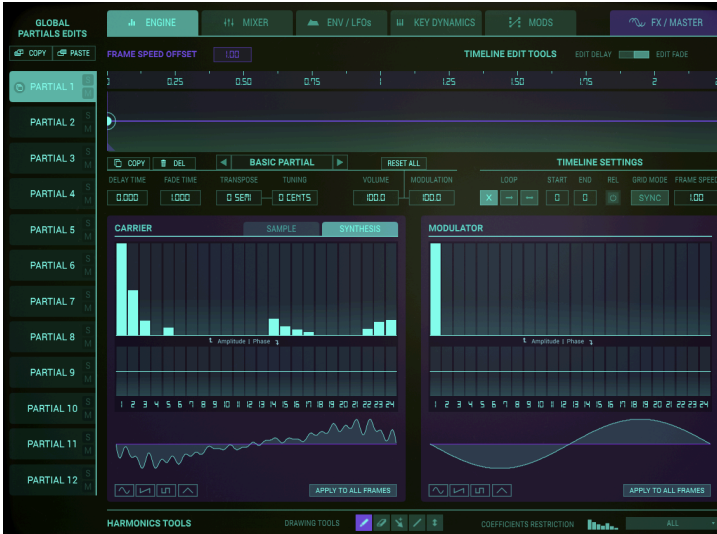 GLOBAL
PARTIALS EDITS
COPY PASTE
ENGINE MIXER ENV / LFOs KEY DYNAMICS MODS FX / MASTER
FRAME SPEED OFFSET 1.00 TIMELINE EDIT TOOLS EDIT DELAY EDIT FADE
0.25 0.50 0.75 1 1.25 1.50 1.75 2
PARTIAL 1 S M
PARTIAL 2 S M
PARTIAL 3 S M
PARTIAL 4 S M
PARTIAL 5 S M
PARTIAL 6 S M
PARTIAL 7 S M
PARTIAL 8 S M
PARTIAL 9 S M
PARTIAL 10 S M
PARTIAL 11 S M
PARTIAL 12 S M
COPY DEL BASIC PARTIAL RESET ALL TIMELINE SETTINGS
DELAY TIME FADE TIME TRANSPOSE TUNING VOLUME MODULATION LOOP START END REL GRID MODE FRAME SPEED
0.000 1.000 0 SEMI 0 CENTS 100.0 100.0 X 0 0 SYNC 1.00
CARRIER SAMPLE SYNTHESIS
Amplitude | Phase
1 2 3 4 5 6 7 8 9 10 11 12 13 14 15 16 17 18 19 20 21 22 23 24
APPLY TO ALL FRAMES
MODULATOR
Amplitude | Phase
1 2 3 4 5 6 7 8 9 10 11 12 13 14 15 16 17 18 19 20 21 22 23 24
APPLY TO ALL FRAMES
HARMONICS TOOLS DRAWING TOOLS COEFFICIENTS RESTRICTION ALL